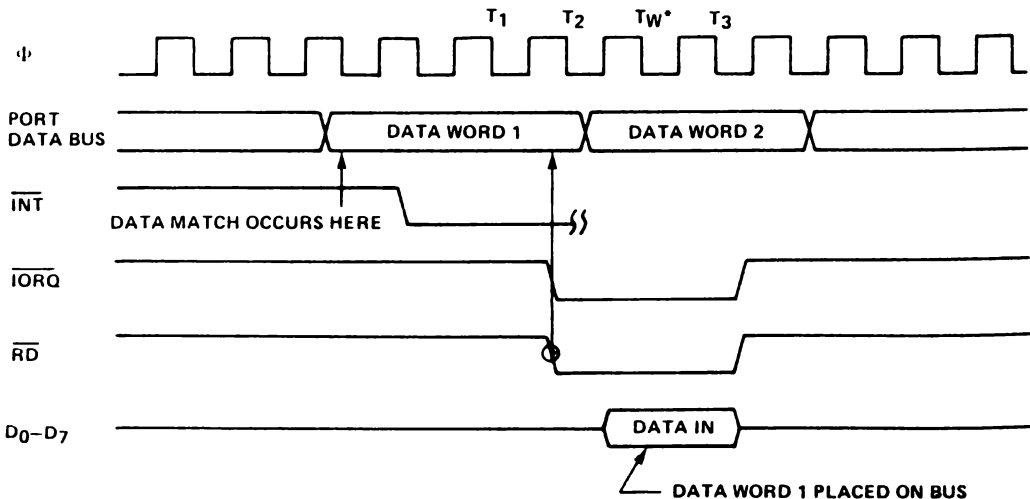 T1 T2 TW* T3
Φ
PORT
DATA BUS
DATA WORD 1 DATA WORD 2
INT
DATA MATCH OCCURS HERE
IORQ
RD
D0–D7
DATA IN
DATA WORD 1 PLACED ON BUS